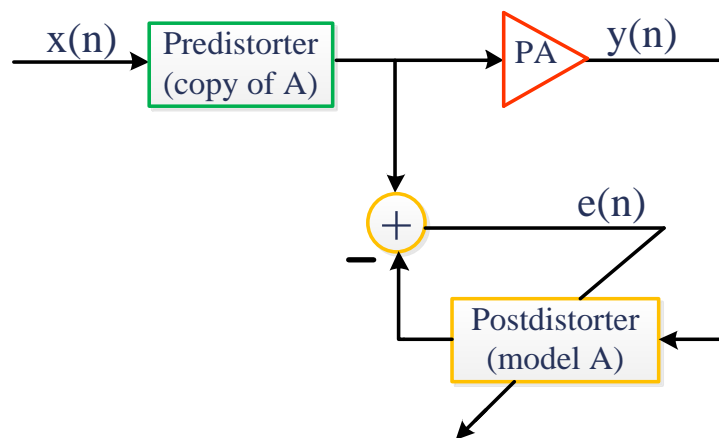 x(n)
Predistorter
(copy of A)
PA
y(n)
+
e(n)
−
Postdistorter
(model A)